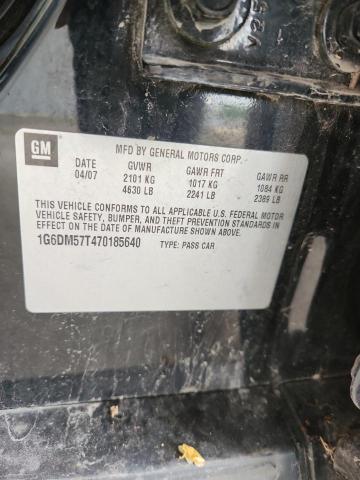 GM
MFD BY GENERAL MOTORS CORP.
DATE GVWR GAWR FRT GAWR RR
04/07 2101 KG 1017 KG 1084 KG
4630 LB 2241 LB 2389 LB
THIS VEHICLE CONFORMS TO ALL APPLICABLE U.S. FEDERAL MOTOR
VEHICLE SAFETY, BUMPER, AND THEFT PREVENTION STANDARDS
IN EFFECT ON THE DATE OF MANUFACTURE SHOWN ABOVE.
1G6DM57T470185640 TYPE: PASS CAR